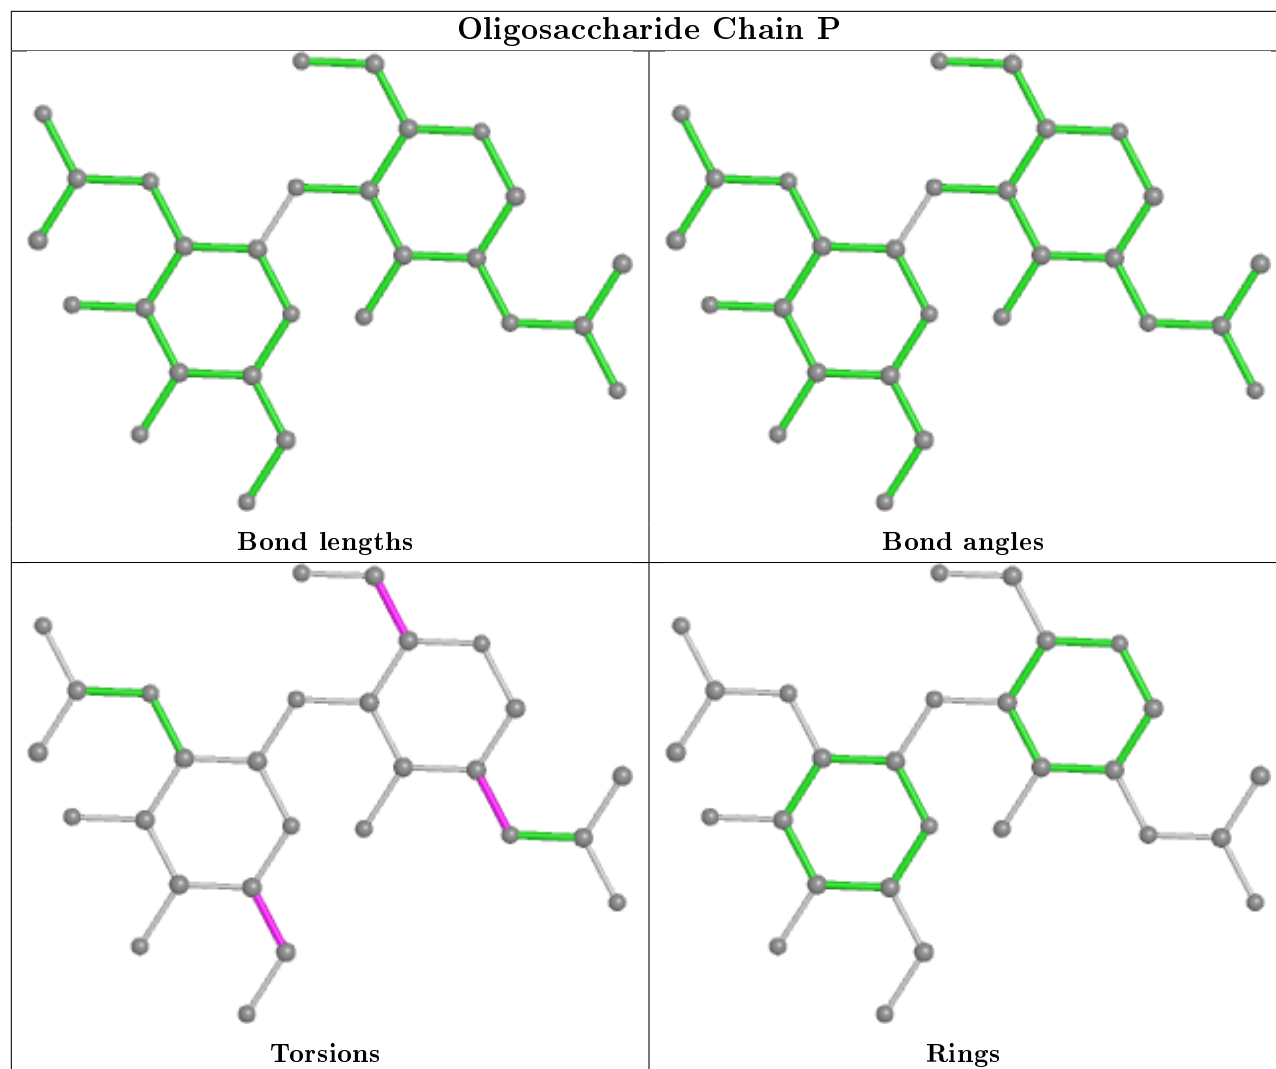 Oligosaccharide Chain P
Bond lengths
Bond angles
Torsions
Rings